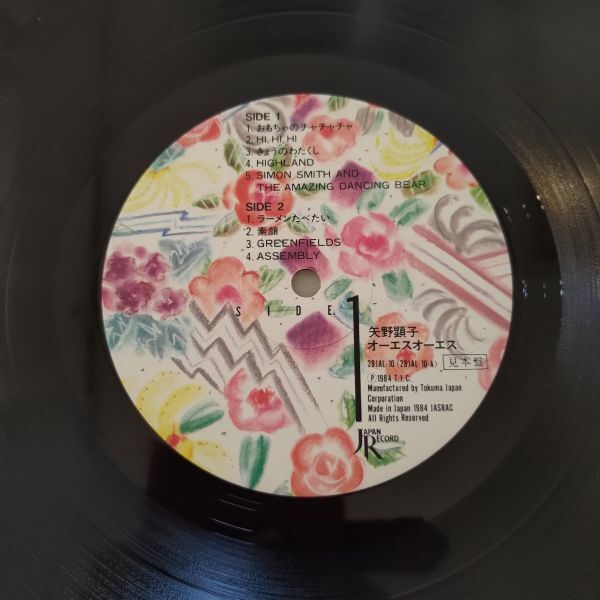 SIDE 1
1. おもちゃのチャチャチャ
2. HI, HI, HI
3. きょうのわたくし
4. HIGHLAND
5. SIMON SMITH AND
THE AMAZING DANCING BEAR
SIDE 2
1. ラーメンたべたい
2. 素顔
3. GREENFIELDS
4. ASSEMBLY
SIDE 1
矢野顕子
オーエスオーエス
28JAL-10 (28JAL-10-A) 見本盤
Ⓟ1984 T.I.C.
Manufactured by Tokuma Japan
Corporation
Made in Japan 1984 JASRAC
All Rights Reserved
JAPAN
RECORD